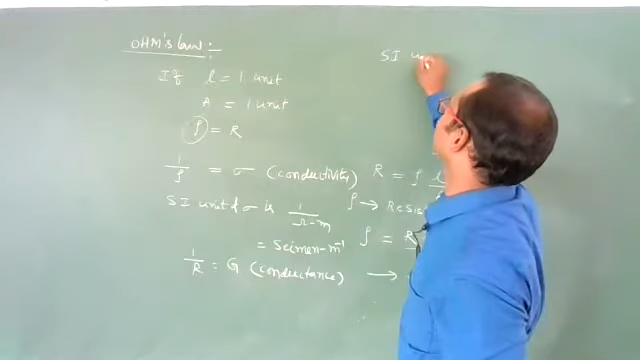 OHM's law :-
If l = 1 unit
A = 1 unit
ρ = R
1/ρ = σ (conductivity)
SI unit of σ is 1/Ω-m
= Seimen-m⁻¹
1/R = G (conductance) →
SI
R = ρ l
ρ → Resis
ρ = R